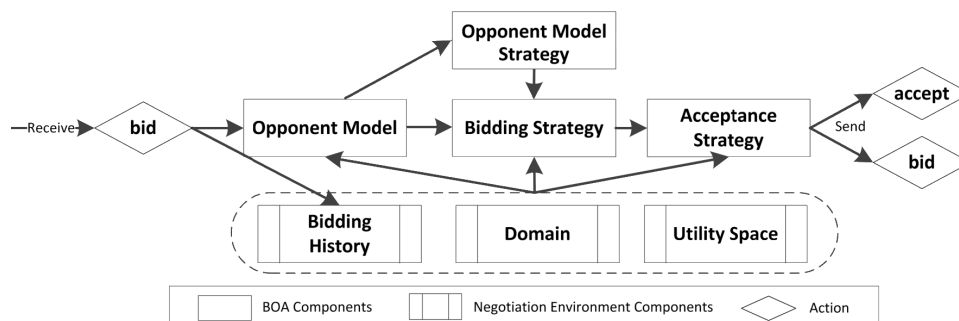 Opponent Model
Strategy
Receive
bid
Opponent Model
Bidding Strategy
Acceptance
Strategy
Send
accept
bid
Bidding
History
Domain
Utility Space
BOA Components
Negotiation Environment Components
Action